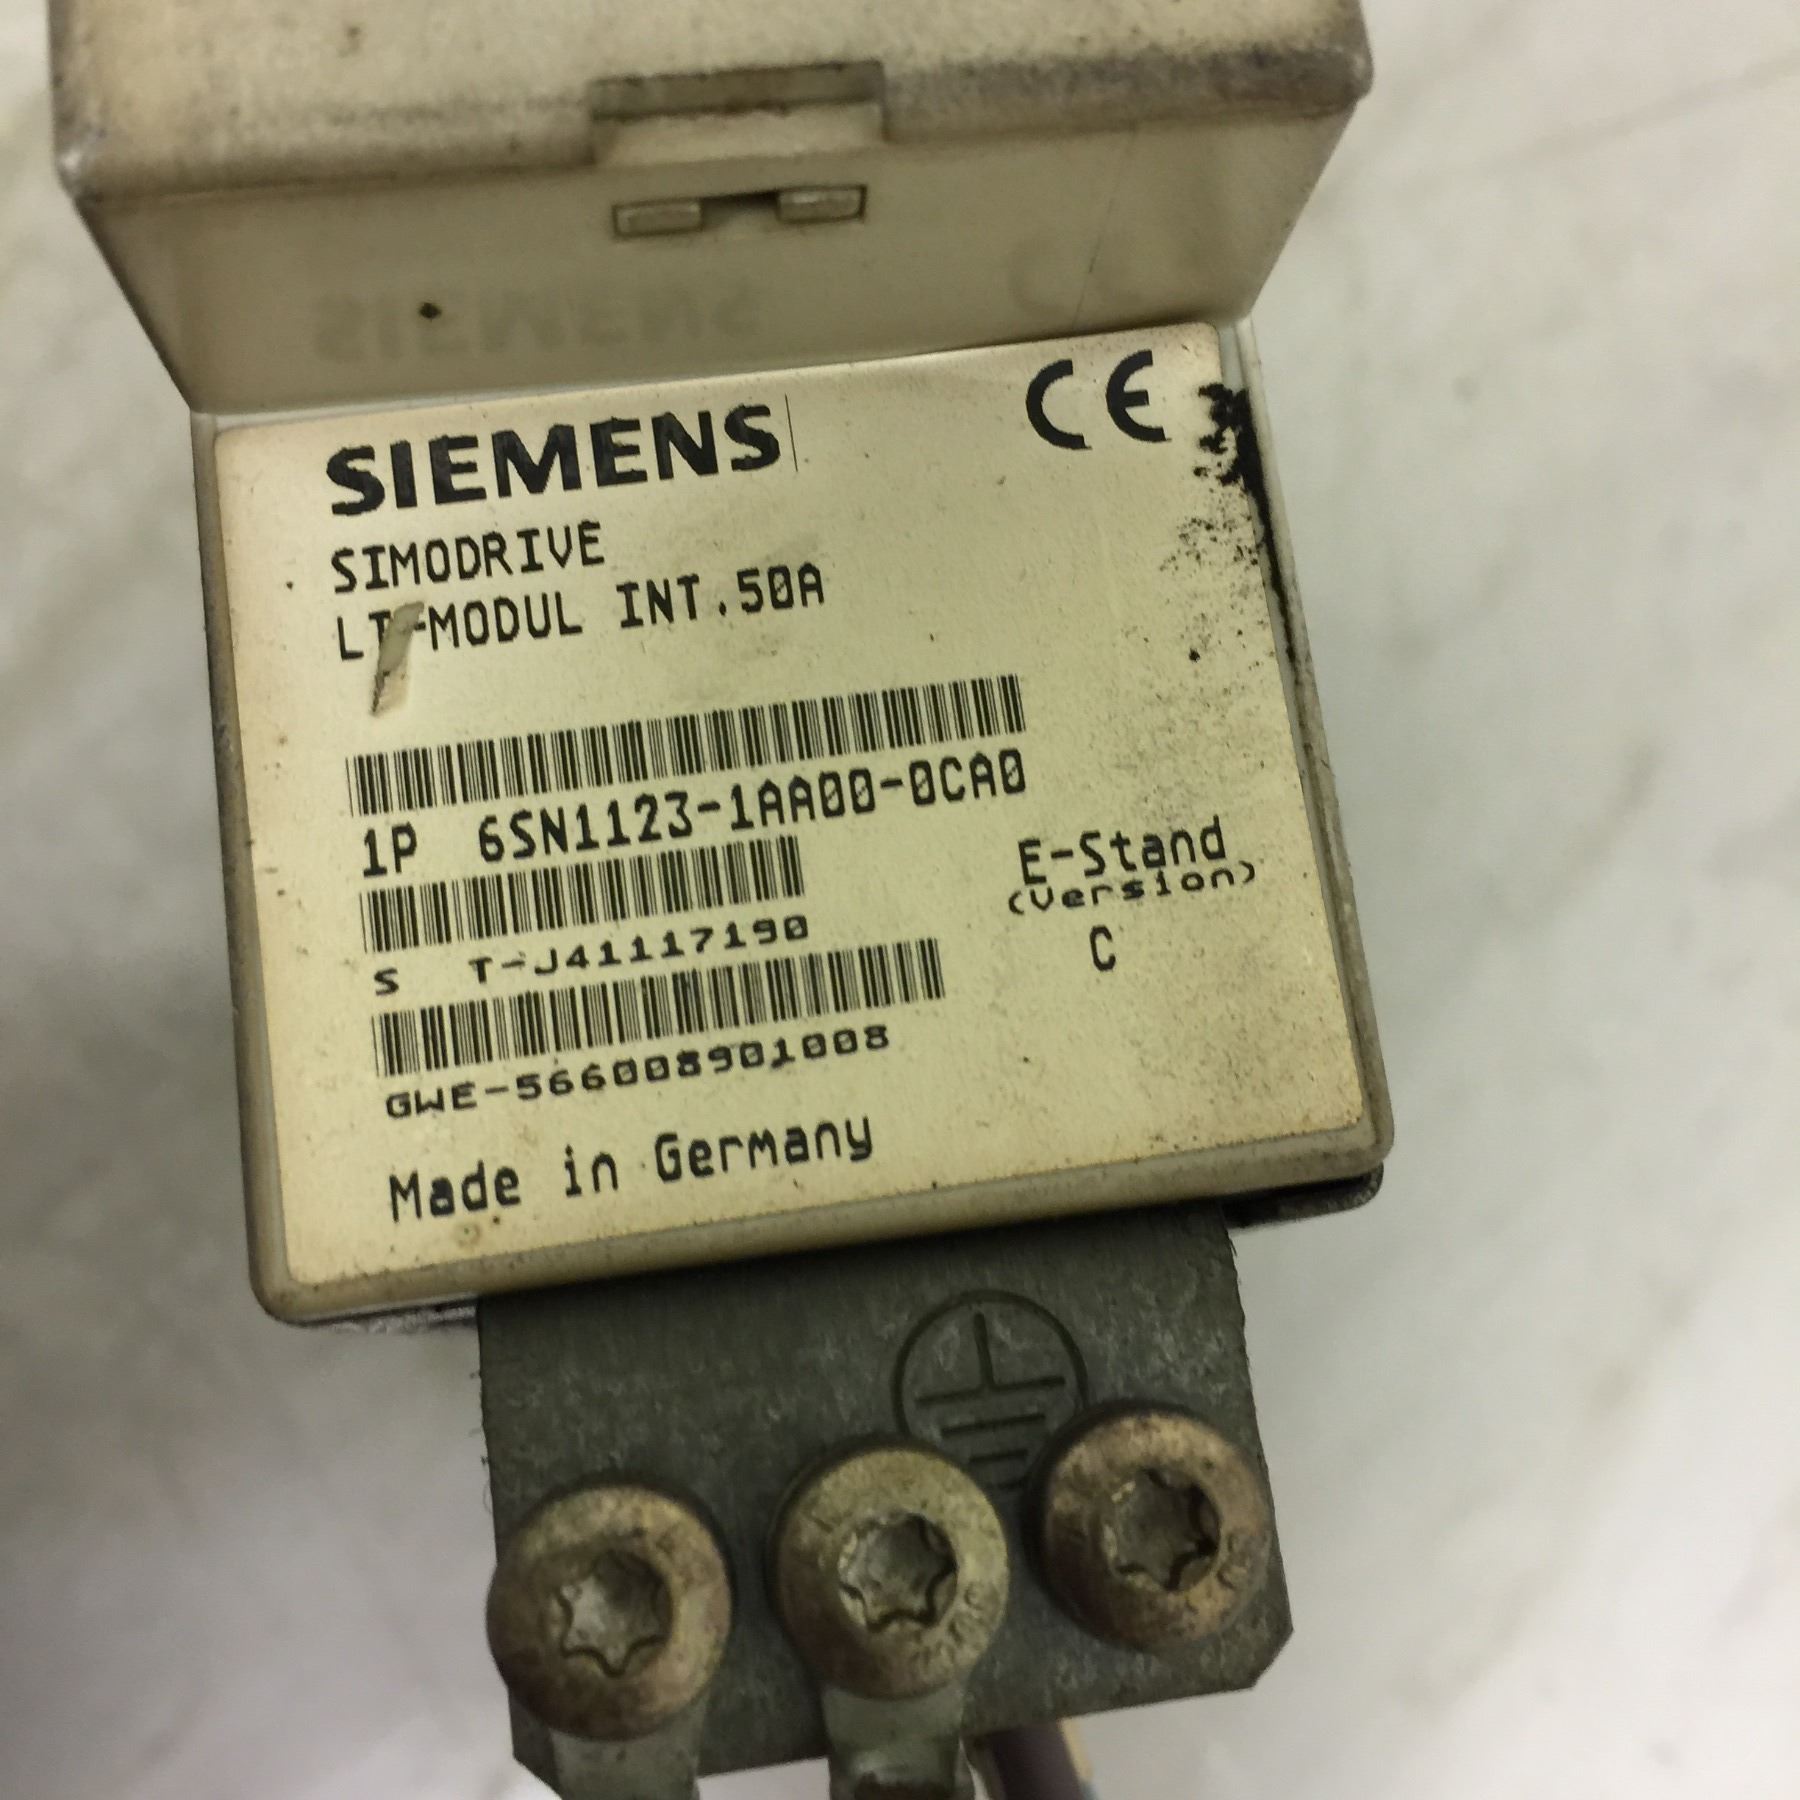 SIEMENS
CE
SIMODRIVE
LT-MODUL INT.50A
1P 6SN1123-1AA00-0CA0
E-Stand
(Version)
C
S T-J41117190
GWE-566008901008
Made in Germany